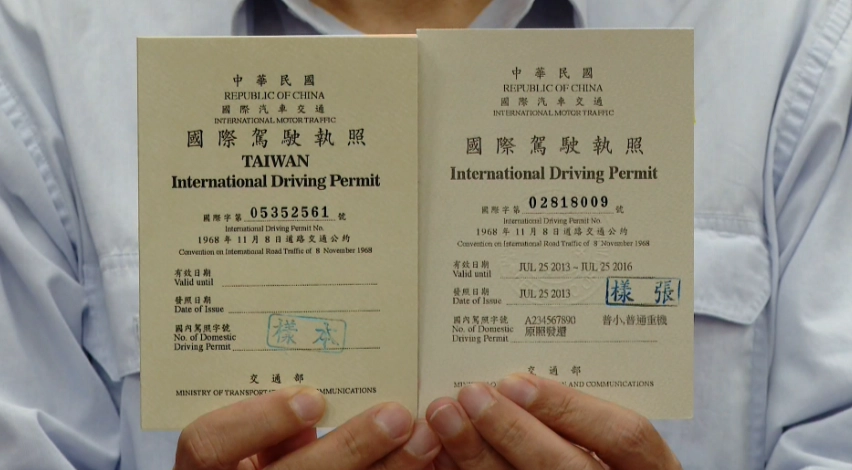 中華民國
REPUBLIC OF CHINA
國際汽車交通
INTERNATIONAL MOTOR TRAFFIC
國際駕駛執照
TAIWAN
International Driving Permit
國際字第 05352561 號
International Driving Permit No.
1968 年 11 月 8 日道路交通公約
Convention on International Road Traffic of 8 November 1968
有效日期
Valid until
發照日期
Date of Issue
樣本
國內駕照字號
No. of Domestic
Driving Permit
交通部
MINISTRY OF COMMUNICATIONS
中華民國
REPUBLIC OF CHINA
國際汽車交通
INTERNATIONAL MOTOR TRAFFIC
國際駕駛執照
International Driving Permit
國際字第 02818009 號
International Driving Permit No.
1968 年 11 月 8 日道路交通公約
Convention on International Road Traffic of 8 November 1968
有效日期
Valid until JUL 25 2013 ~ JUL 25 2016
發照日期
Date of Issue JUL 25 2013
樣張
國內駕照字號 A234567890 普小,普通重機
No. of Domestic 原照發還
Driving Permit
交通部
AND COMMUNICATIONS